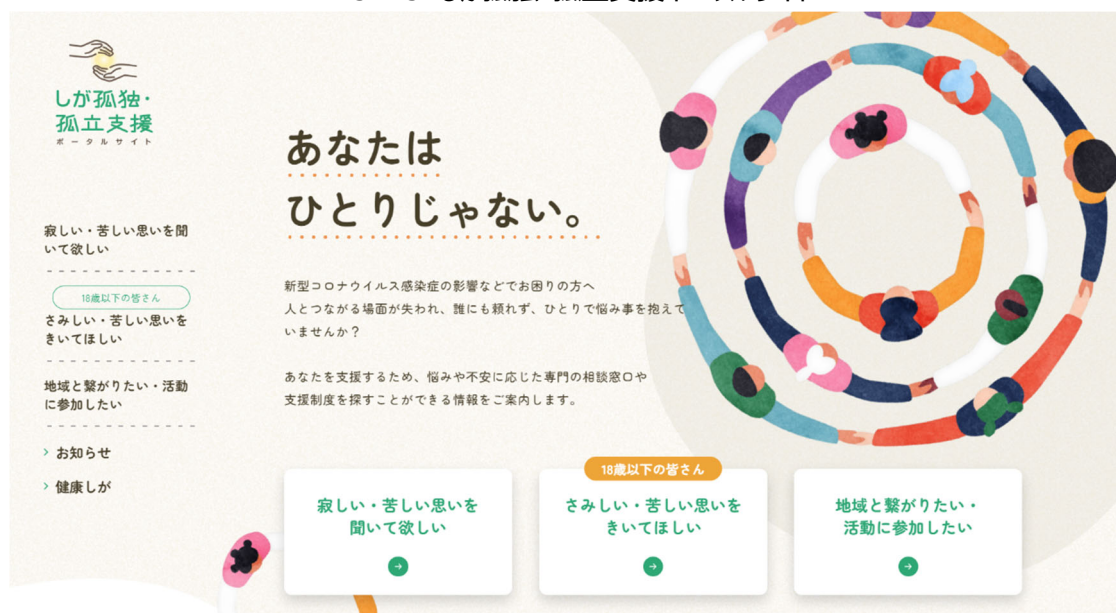 しが孤独・
孤立支援
ポータルサイト
寂しい・苦しい思いを聞
いて欲しい
18歳以下の皆さん
さみしい・苦しい思いを
きいてほしい
地域と繋がりたい・活動
に参加したい
お知らせ
健康しが
あなたは
ひとりじゃない。
新型コロナウイルス感染症の影響などでお困りの方へ
人とつながる場面が失われ、誰にも頼れず、ひとりで悩み事を抱えて
いませんか？
あなたを支援するため、悩みや不安に応じた専門の相談窓口や
支援制度を探すことができる情報をご案内します。
寂しい・苦しい思いを
聞いて欲しい
18歳以下の皆さん
さみしい・苦しい思いを
きいてほしい
地域と繋がりたい・
活動に参加したい